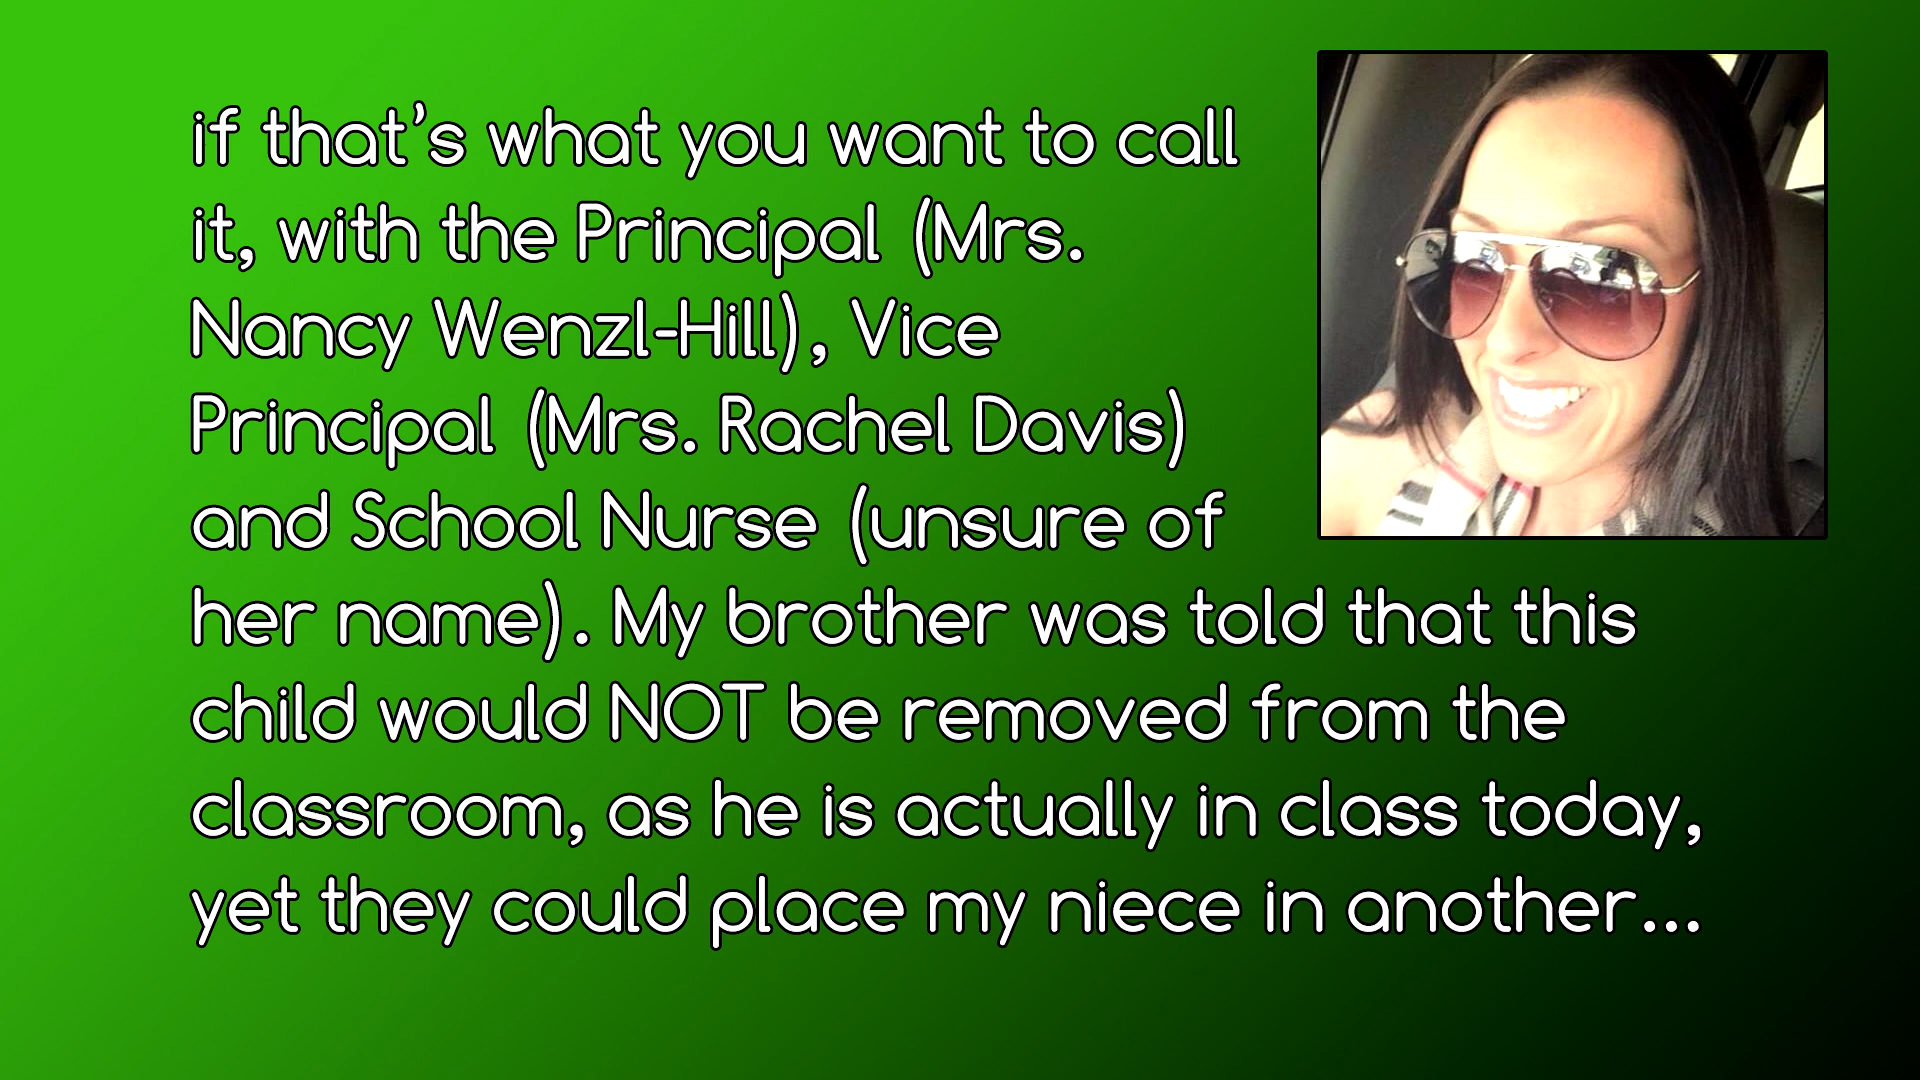 if that’s what you want to call
it, with the Principal (Mrs.
Nancy Wenzl-Hill), Vice
Principal (Mrs. Rachel Davis)
and School Nurse (unsure of
her name). My brother was told that this
child would NOT be removed from the
classroom, as he is actually in class today,
yet they could place my niece in another...